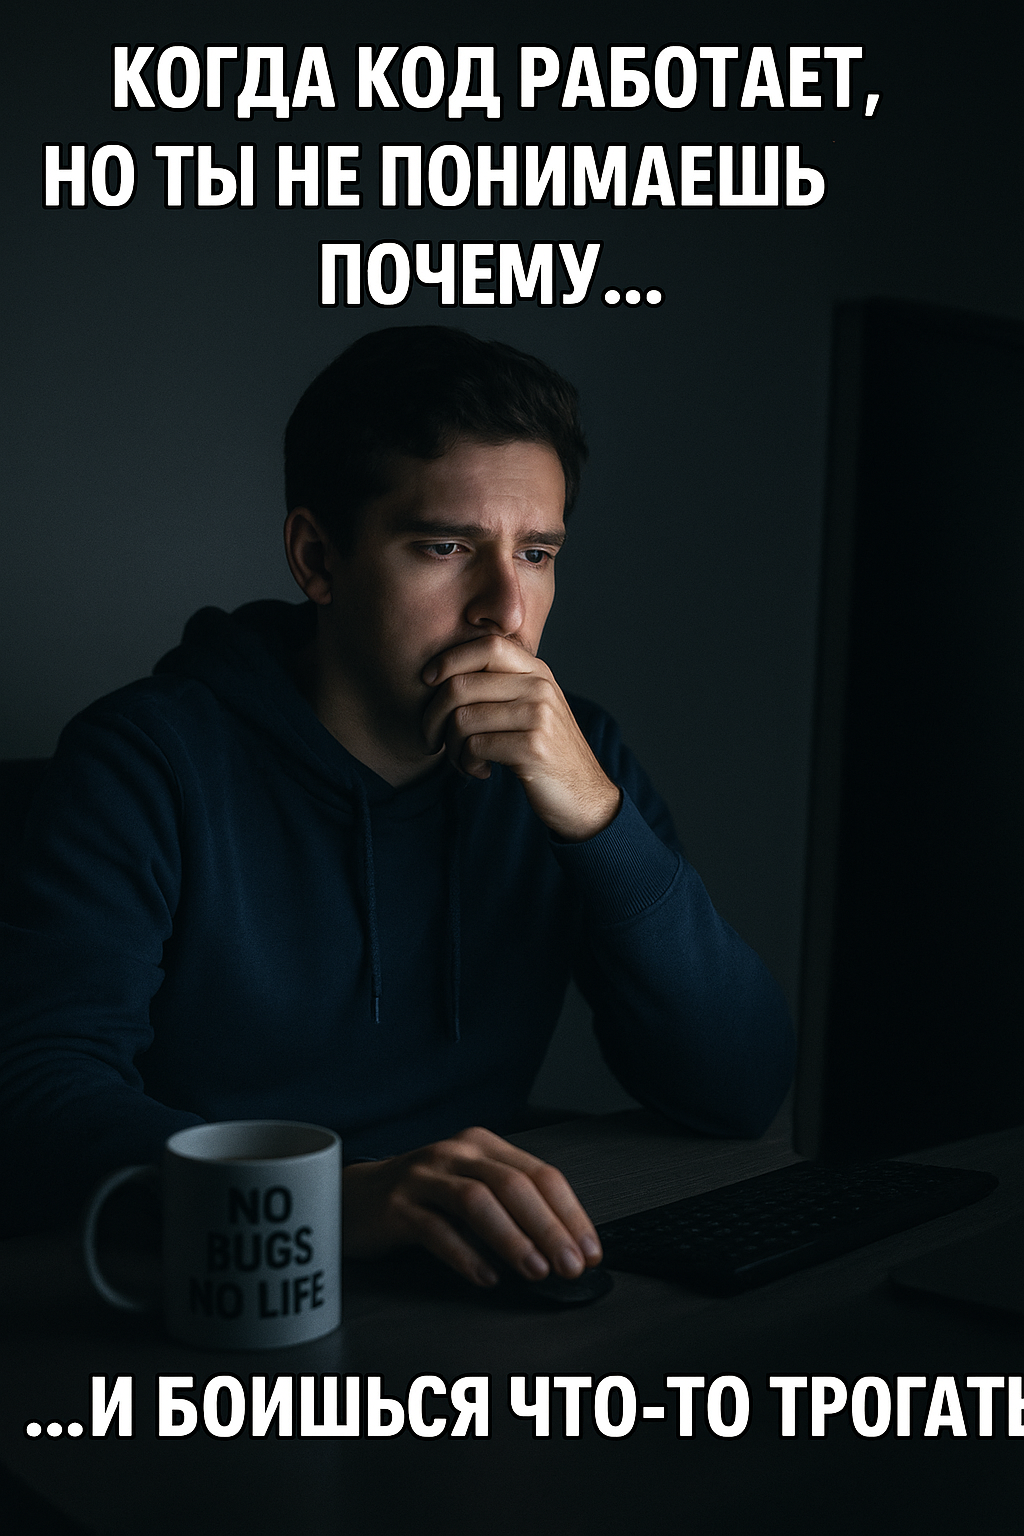 КОГДА КОД РАБОТАЕТ,
НО ТЫ НЕ ПОНИМАЕШЬ
ПОЧЕМУ...
NO
BUGS
NO LIFE
...И БОИШЬСЯ ЧТО-ТО ТРОГАТЬ